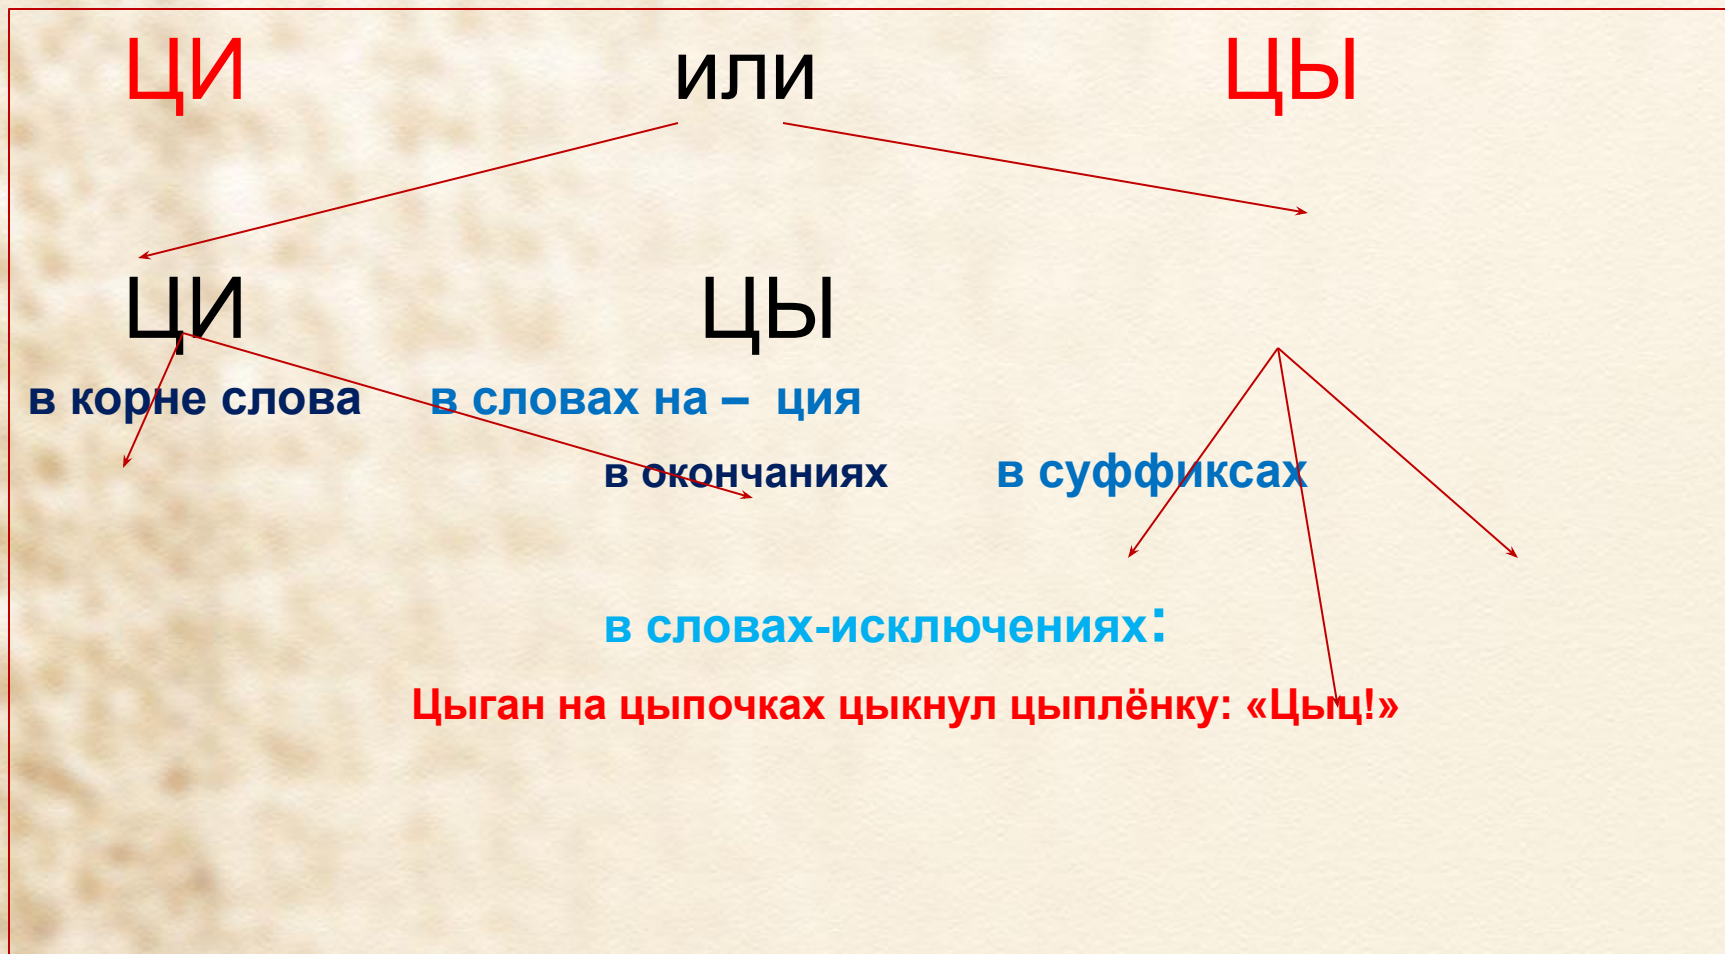 ЦИ или ЦЫ
ЦИ ЦЫ
в корне слова в словах на – ция
в окончаниях в суффиксах
в словах-исключениях:
Цыган на цыпочках цыкнул цыплёнку: «Цыц!»